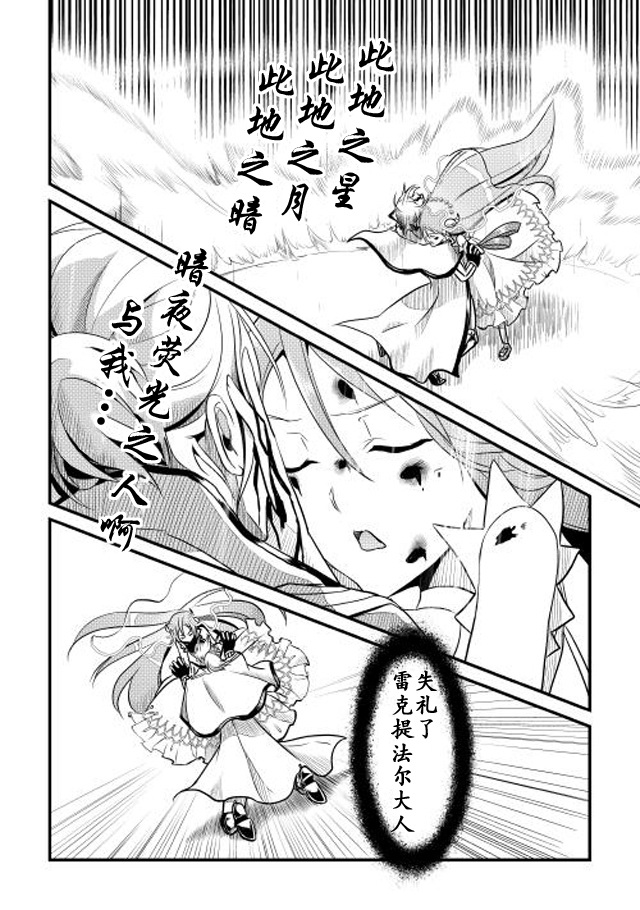 此地之星
此地之月
此地之暗
暗夜荧光之人啊
与我…
失礼了
雷克提法尔大人